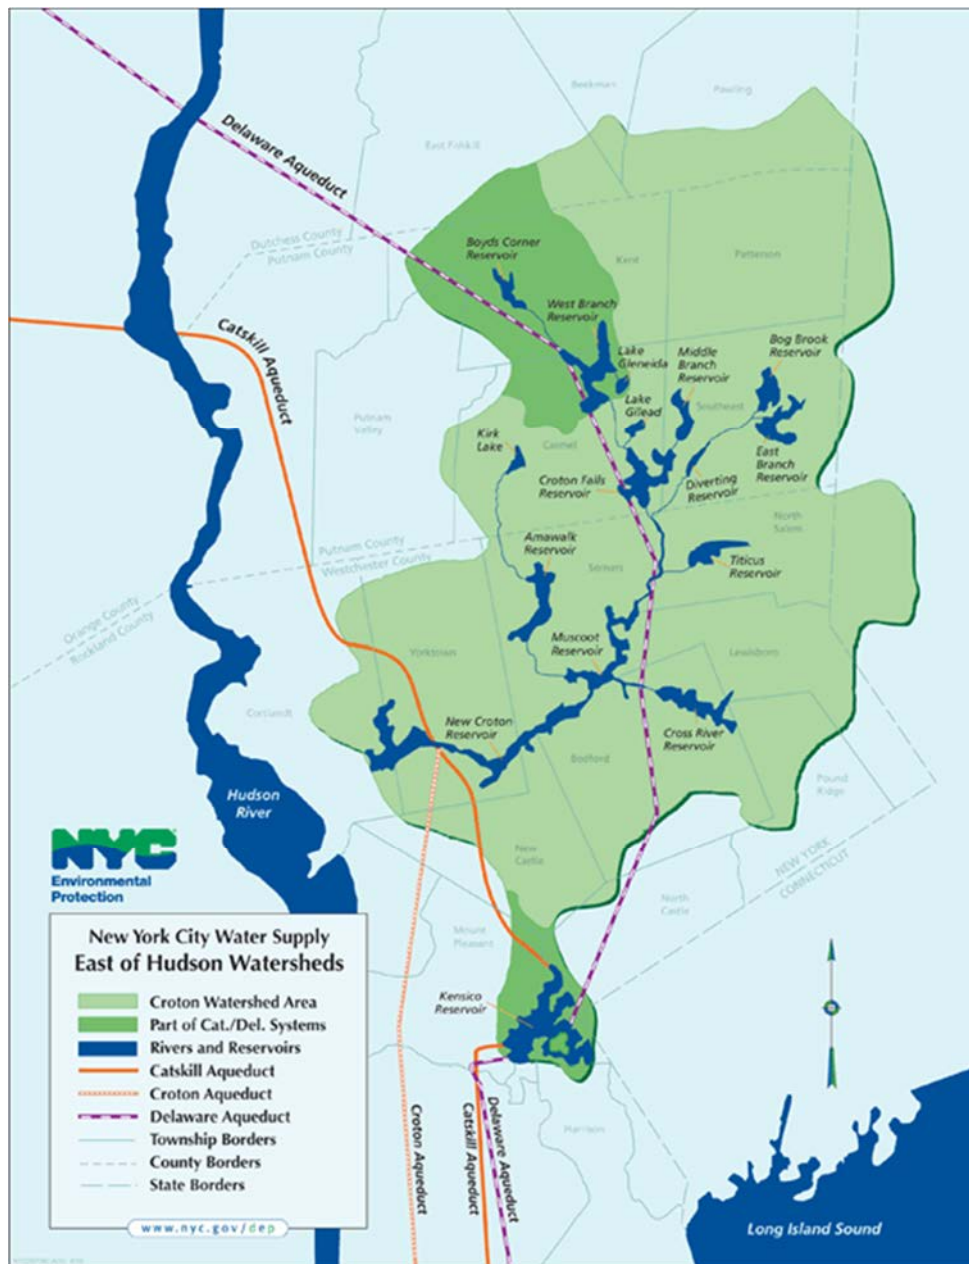 Beekman
Pawling
East Fishkill
Delaware Aqueduct
Dutchess County
Putnam County
Boyds Corner
Reservoir
Kent
Patterson
West Branch
Reservoir
Catskill Aqueduct
Lake
Gleneida
Middle
Branch
Reservoir
Bog Brook
Reservoir
Putnam
Valley
Lake
Gilead
Southeast
Kirk
Lake
Carmel
East
Branch
Reservoir
Croton Falls
Reservoir
Diverting
Reservoir
North
Salem
Putnam County
Westchester County
Amawalk
Reservoir
Somers
Titicus
Reservoir
Orange County
Rockland County
Yorktown
Muscoot
Reservoir
Lewisboro
Cortlandt
New Croton
Reservoir
Cross River
Reservoir
Bedford
Hudson
River
Pound
Ridge
NYC
Environmental
Protection
New
Castle
NEW YORK
CONNECTICUT
North
Castle
Mount
Pleasant
Kensico
Reservoir
New York City Water Supply
East of Hudson Watersheds
Croton Watershed Area
Part of Cat./Del. Systems
Rivers and Reservoirs
Catskill Aqueduct
Croton Aqueduct
Delaware Aqueduct
Township Borders
County Borders
State Borders
www.nyc.gov/dep
Croton Aqueduct
Catskill Aqueduct
Delaware Aqueduct
Harrison
Long Island Sound